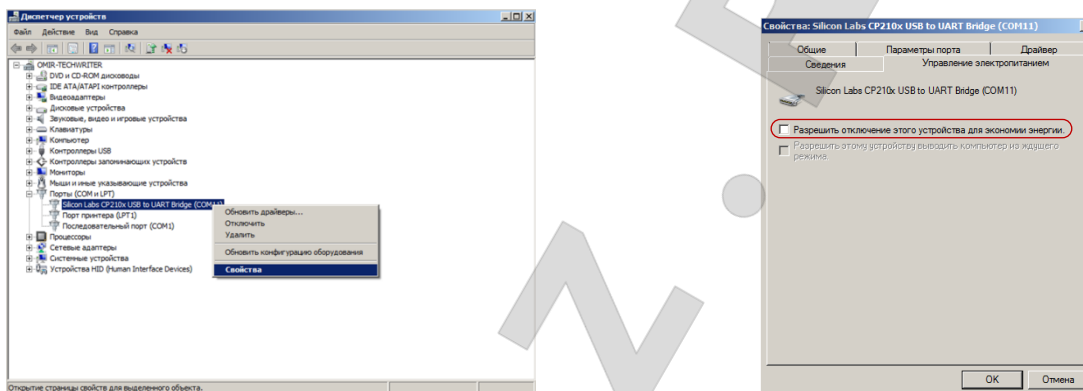 Диспетчер устройств
Файл Действие Вид Справка
OMIR-TECHWRITER
DVD и CD-ROM дисководы
IDE ATA/ATAPI контроллеры
Видеоадаптеры
Дисковые устройства
Звуковые, видео и игровые устройства
Клавиатуры
Компьютер
Контроллеры USB
Контроллеры запоминающих устройств
Мониторы
Мыши и иные указывающие устройства
Порты (COM и LPT)
Silicon Labs CP210x USB to UART Bridge (COM11)
Порт принтера (LPT1)
Последовательный порт (COM1)
Процессоры
Сетевые адаптеры
Системные устройства
Устройства HID (Human Interface Devices)
Обновить драйверы...
Отключить
Удалить
Обновить конфигурацию оборудования
Свойства
Открытие страницы свойств для выделенного объекта.
Свойства: Silicon Labs CP210x USB to UART Bridge (COM11)
Общие Параметры порта Драйвер
Сведения Управление электропитанием
Silicon Labs CP210x USB to UART Bridge (COM11)
Разрешить отключение этого устройства для экономии энергии.
Разрешить этому устройству выводить компьютер из ждущего
режима.
OK Отмена